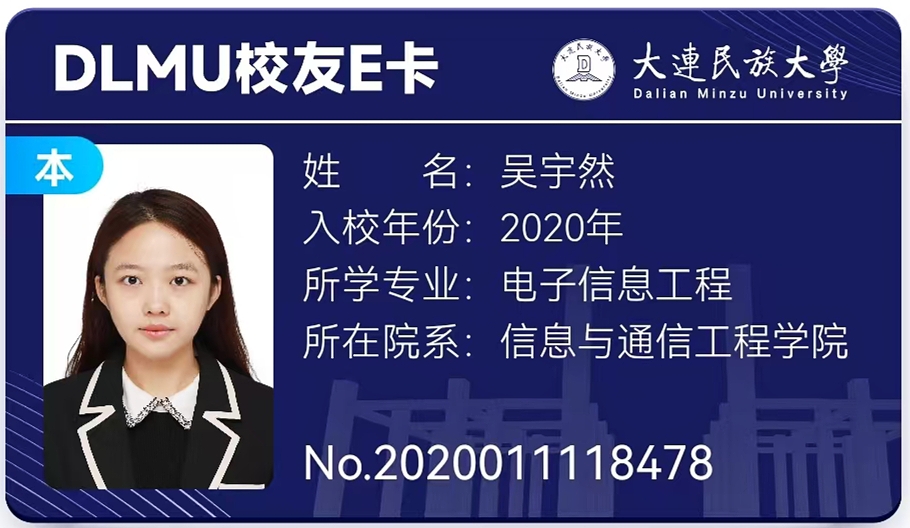 DLMU校友E卡
大連民族大學
Dalian Minzu University
本
姓 名：吴宇然
入校年份：2020年
所学专业：电子信息工程
所在院系：信息与通信工程学院
No.2020011118478